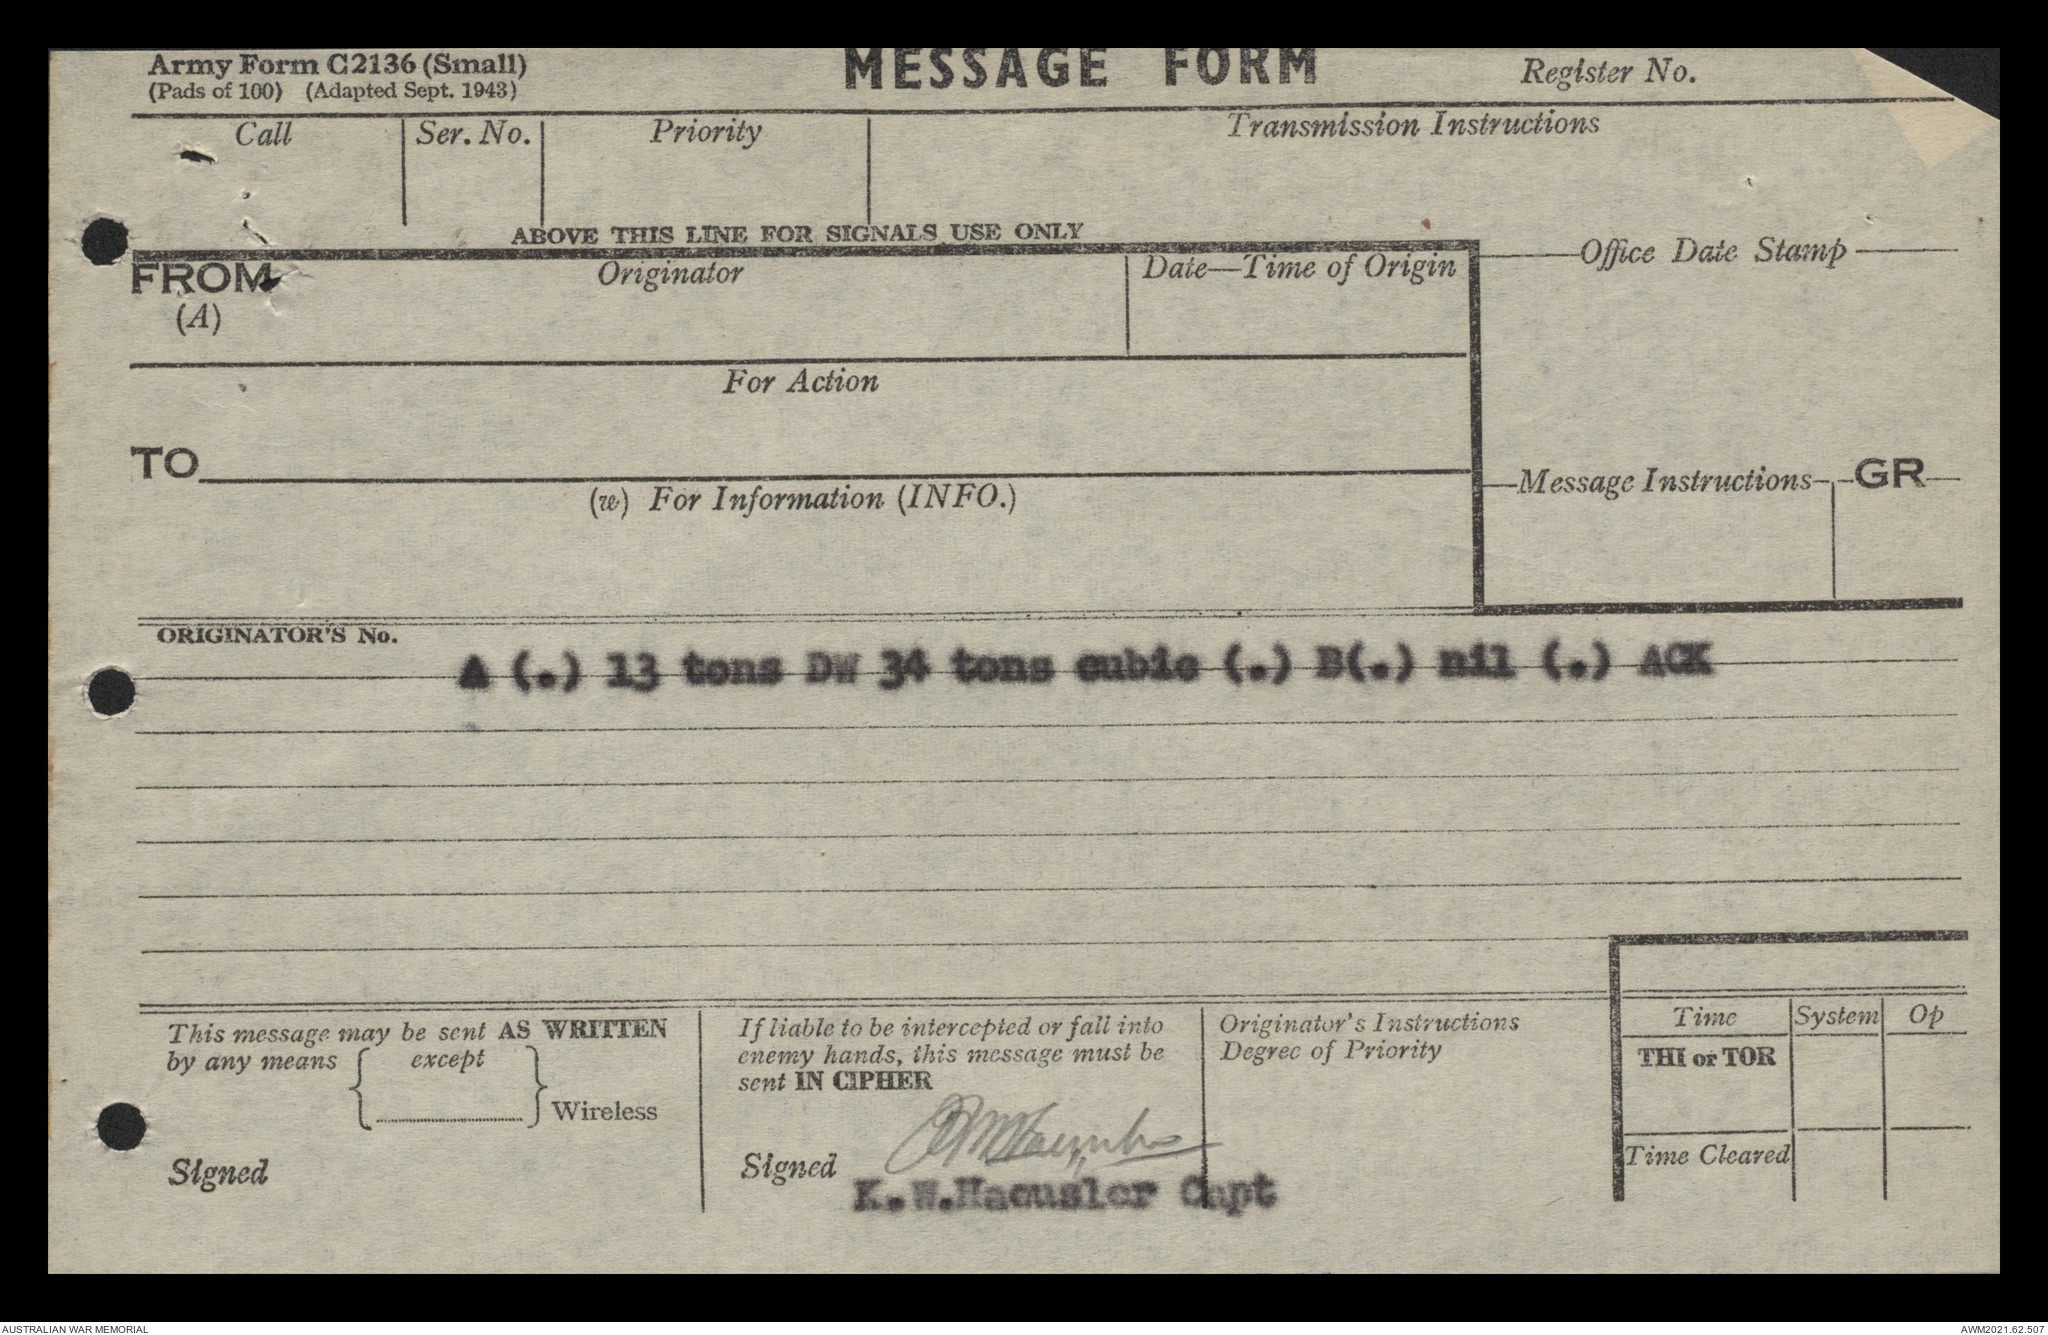 Army Form C2136 (Small)
(Pads of 100) (Adapted Sept. 1943)
MESSAGE FORM
Register No.
Call
Ser. No.
Priority
Transmission Instructions
ABOVE THIS LINE FOR SIGNALS USE ONLY
FROM
(A)
Originator
Date—Time of Origin
Office Date Stamp
For Action
TO
(w) For Information (INFO.)
Message Instructions
GR
ORIGINATOR'S No.
A (.) 13 tons DW 34 tons cubic (.) B(.) nil (.) ACK
This message may be sent AS WRITTEN
by any means
except
Wireless
Signed
If liable to be intercepted or fall into
enemy hands, this message must be
sent IN CIPHER
Signed
K.W.Haeusler Capt
Originator's Instructions
Degree of Priority
Time System Op
THI or TOR
Time Cleared
AUSTRALIAN WAR MEMORIAL
AWM2021.62.507